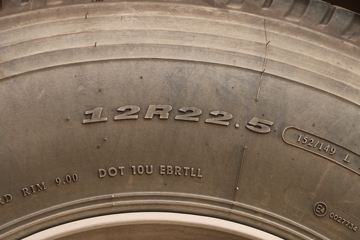 12R22.5
152/149 L
DOT 10U EBRTLL
RIM 9.00